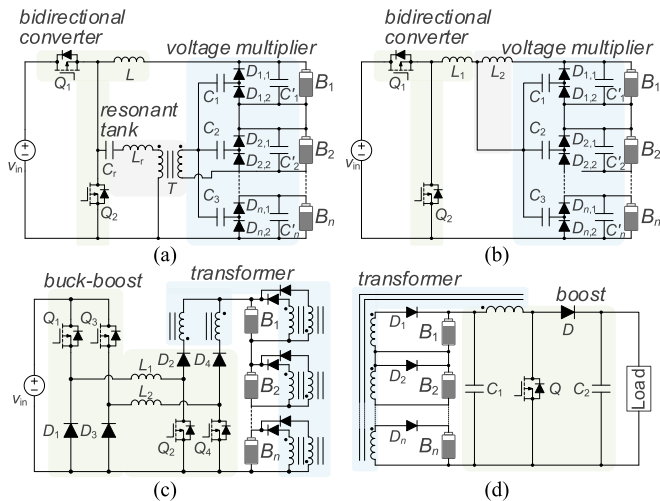 bidirectional
converter
voltage multiplier
Q1
L
resonant
tank
Cr
Lr
T
Q2
vin
C1
C2
C3
D1,1
D1,2
D2,1
D2,2
Dn,1
Dn,2
C′1
C′2
C′n
B1
B2
Bn
(a)
bidirectional
converter
voltage multiplier
Q1
L1
L2
Q2
vin
C1
C2
C3
D1,1
D1,2
D2,1
D2,2
Dn,1
Dn,2
C′1
C′2
C′n
B1
B2
Bn
(b)
buck-boost
transformer
Q1
Q3
vin
L1
L2
D2
D4
D1
D3
Q2
Q4
B1
B2
Bn
(c)
transformer
boost
D1
D2
Dn
B1
B2
Bn
C1
Q
D
C2
Load
(d)